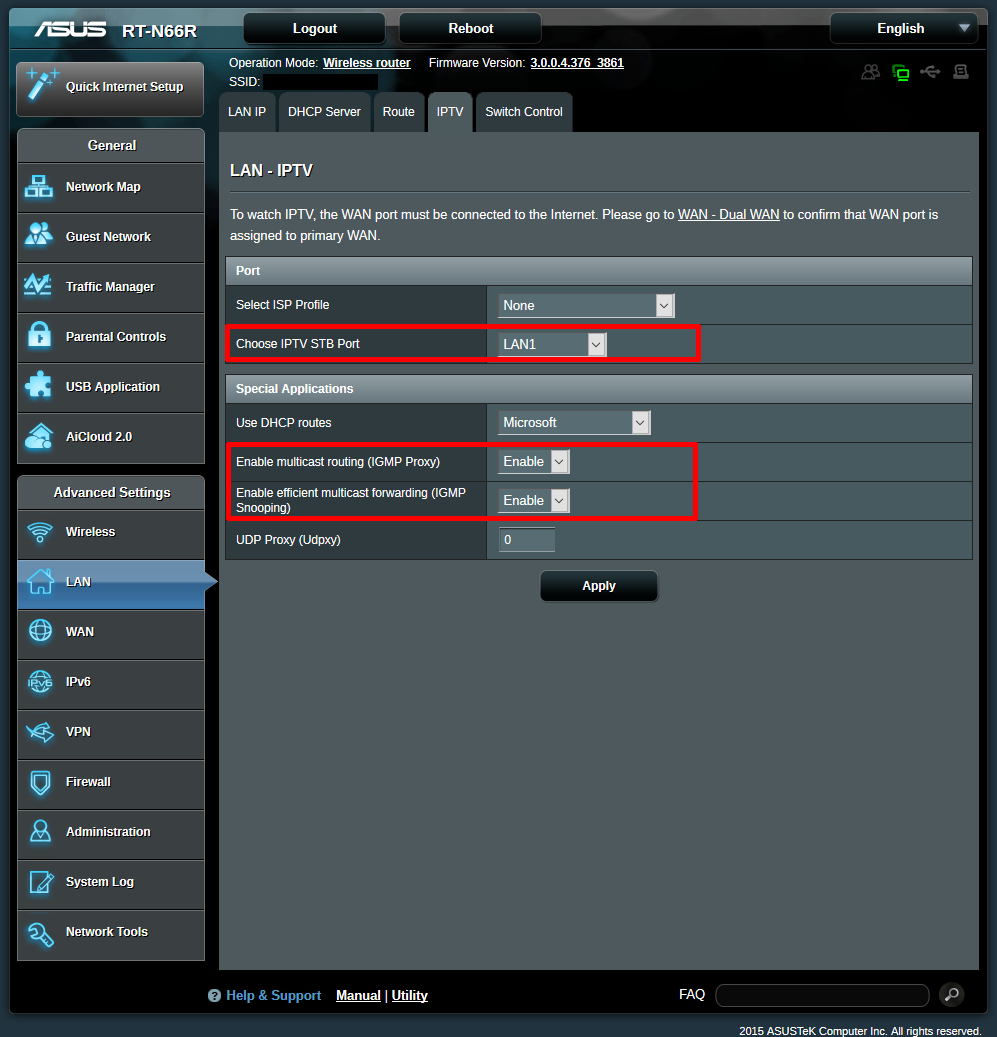 ASUS RT-N66R Logout Reboot English
Operation Mode: Wireless router Firmware Version: 3.0.0.4.376_3861
SSID:
Quick Internet Setup
General
Network Map
Guest Network
Traffic Manager
Parental Controls
USB Application
AiCloud 2.0
Advanced Settings
Wireless
LAN
WAN
IPv6
IPv6
VPN
Firewall
Administration
System Log
Network Tools
LAN IP DHCP Server Route IPTV Switch Control
LAN - IPTV
To watch IPTV, the WAN port must be connected to the Internet. Please go to WAN - Dual WAN to confirm that WAN port is
assigned to primary WAN.
Port
Select ISP Profile None
Choose IPTV STB Port LAN1
Special Applications
Use DHCP routes Microsoft
Enable multicast routing (IGMP Proxy) Enable
Enable efficient multicast forwarding (IGMP
Snooping) Enable
UDP Proxy (Udpxy) 0
Apply
? Help & Support Manual | Utility FAQ
2015 ASUSTeK Computer Inc. All rights reserved.